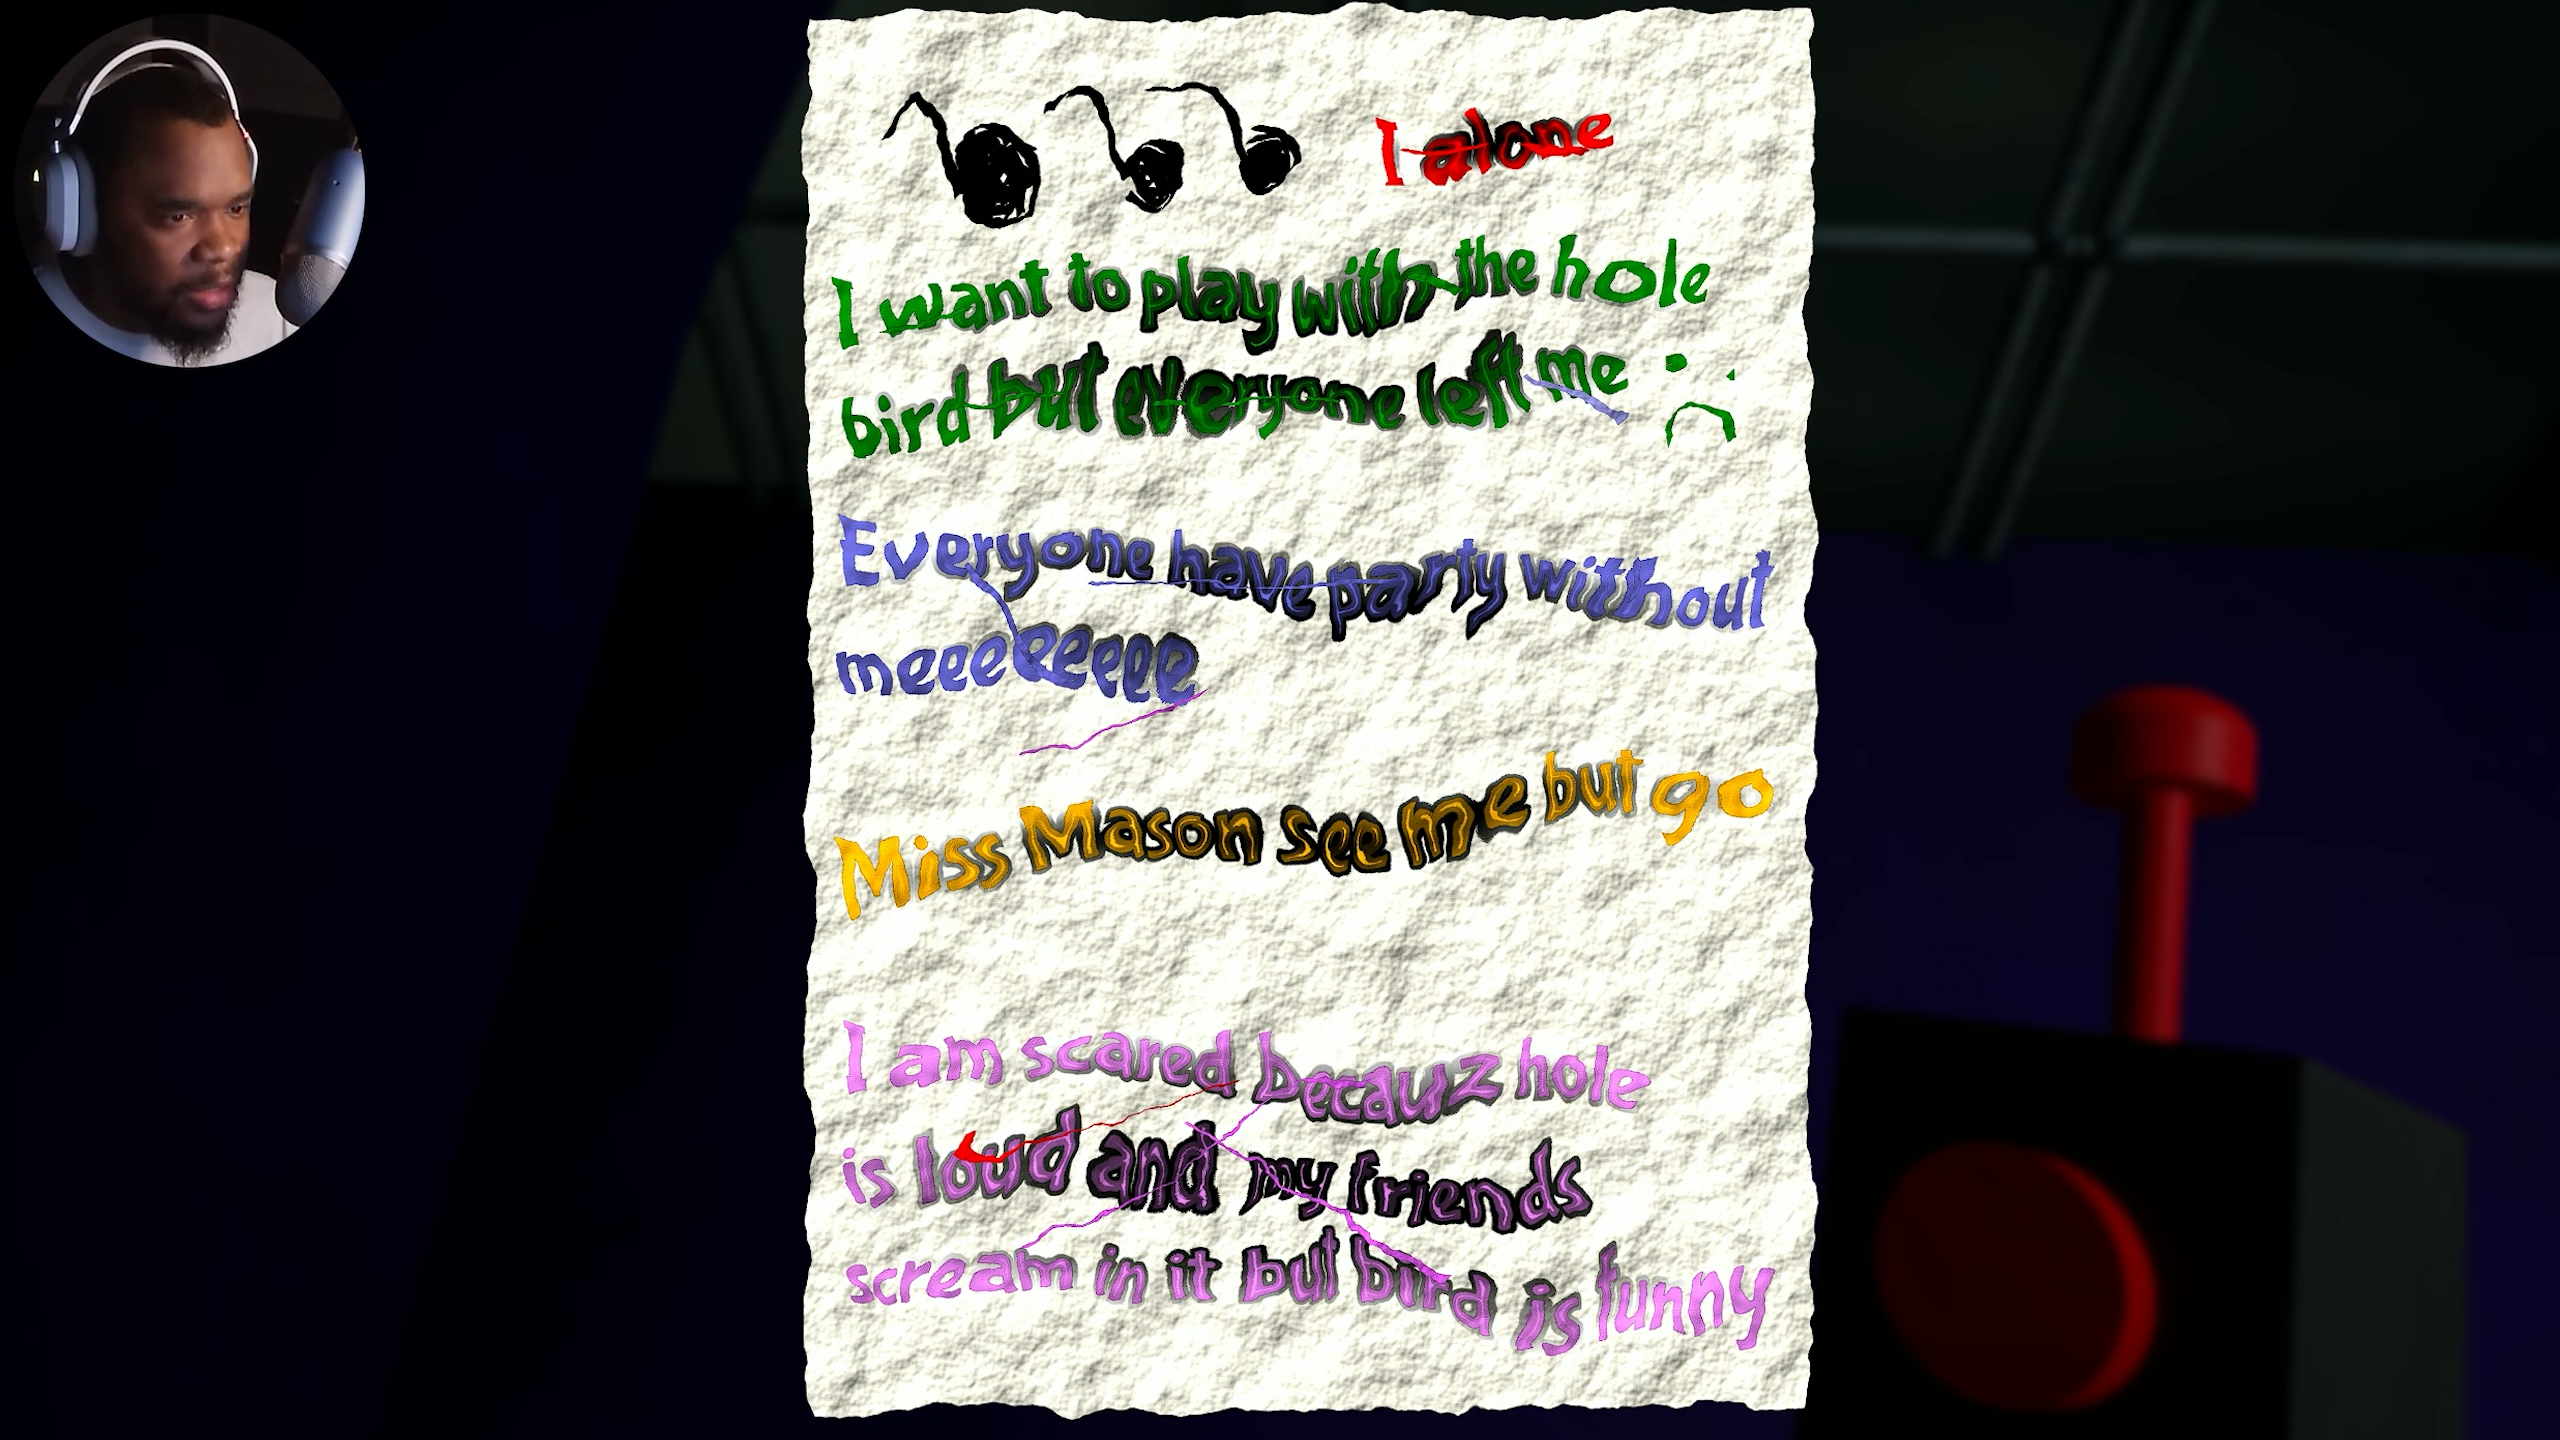 I alone
I want to play with the hole
bird but everyone left me
Everyone have party without
meeeeeeee
Miss Mason see me but go
I am scared becauz hole
is loud and my friends
scream in it but bird is funny